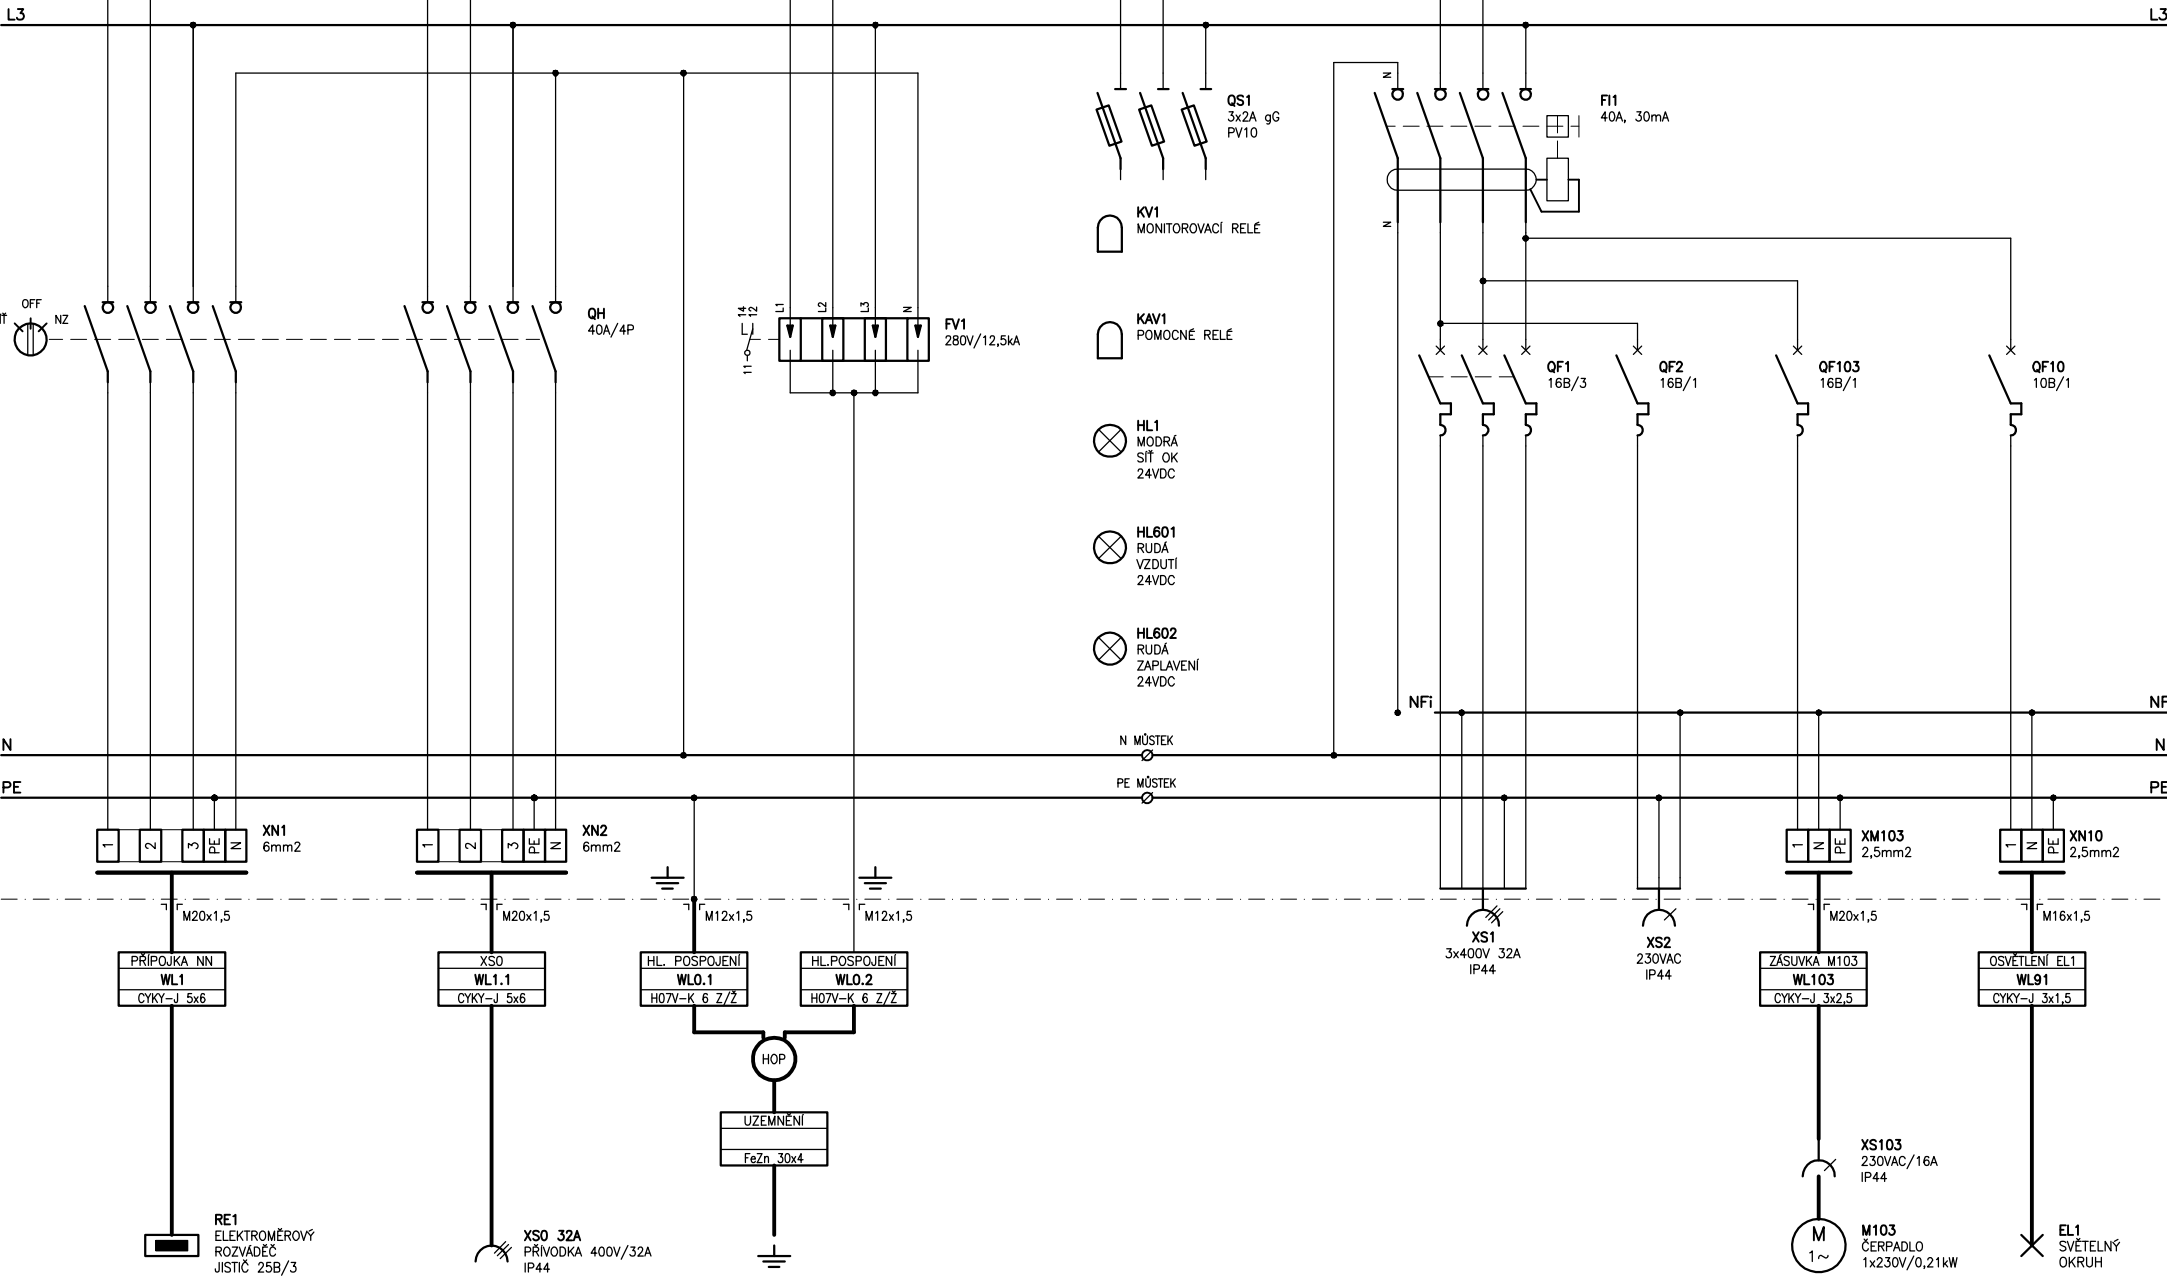 L3
L3
N
QS1
3x2A gG
PV10
FI1
40A, 30mA
KV1
MONITOROVACÍ RELÉ
N
OFF
NZ
QH
40A/4P
14
12
11
L1
L2
L3
N
FV1
280V/12,5kA
KAV1
POMOCNÉ RELÉ
QF1
16B/3
QF2
16B/1
QF103
16B/1
QF10
10B/1
HL1
MODRÁ
SÍŤ OK
24VDC
HL601
RUDÁ
VZDUTÍ
24VDC
HL602
RUDÁ
ZAPLAVENÍ
24VDC
NFi
NF
N
N MŮSTEK
N
PE
PE MŮSTEK
PE
1
2
3
PE
N
XN1
6mm2
1
2
3
PE
N
XN2
6mm2
1
N
PE
XM103
2,5mm2
1
N
PE
XN10
2,5mm2
M20x1,5
M20x1,5
M12x1,5
M12x1,5
M20x1,5
M16x1,5
XS1
3x400V 32A
IP44
XS2
230VAC
IP44
PŘÍPOJKA NN
WL1
CYKY-J 5x6
XS0
WL1.1
CYKY-J 5x6
HL. POSPOJENÍ
WL0.1
H07V-K 6 Z/Ž
HL.POSPOJENÍ
WL0.2
H07V-K 6 Z/Ž
ZÁSUVKA M103
WL103
CYKY-J 3x2,5
OSVĚTLENÍ EL1
WL91
CYKY-J 3x1,5
HOP
UZEMNĚNÍ
FeZn 30x4
XS103
230VAC/16A
IP44
RE1
ELEKTROMĚROVÝ
ROZVÁDĚČ
JISTIČ 25B/3
XS0 32A
PŘÍVODKA 400V/32A
IP44
M
1~
M103
ČERPADLO
1x230V/0,21kW
EL1
SVĚTELNÝ
OKRUH